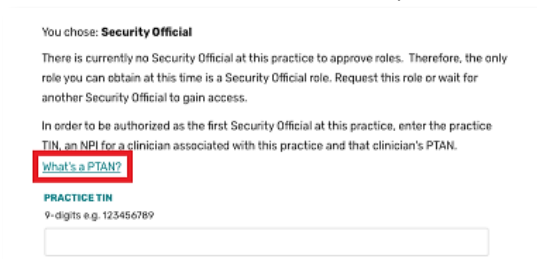 You chose: Security Official
There is currently no Security Official at this practice to approve roles. Therefore, the only
role you can obtain at this time is a Security Official role. Request this role or wait for
another Security Official to gain access.
In order to be authorized as the first Security Official at this practice, enter the practice
TIN, an NPI for a clinician associated with this practice and that clinician's PTAN.
What's a PTAN?
PRACTICE TIN
9-digits e.g. 123456789